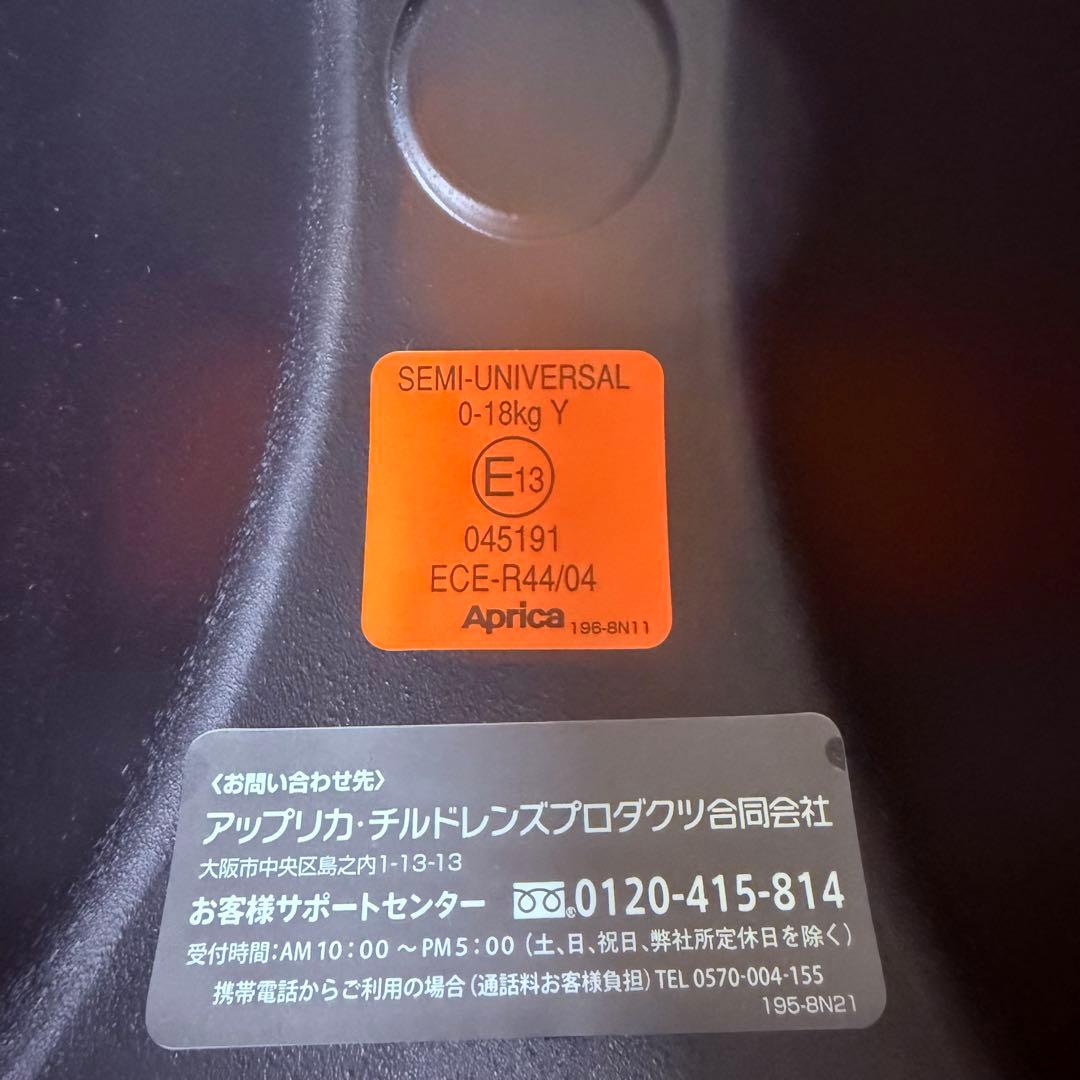 SEMI-UNIVERSAL
0-18kg Y
E13
045191
ECE-R44/04
Aprica 196-8N11
〈お問い合わせ先〉
アップリカ・チルドレンズプロダクツ合同会社
大阪市中央区島之内1-13-13
お客様サポートセンター 0120-415-814
受付時間:AM 10:00 ～PM 5:00 (土、日、祝日、弊社所定休日を除く)
携帯電話からご利用の場合(通話料お客様負担) TEL 0570-004-155
195-8N21